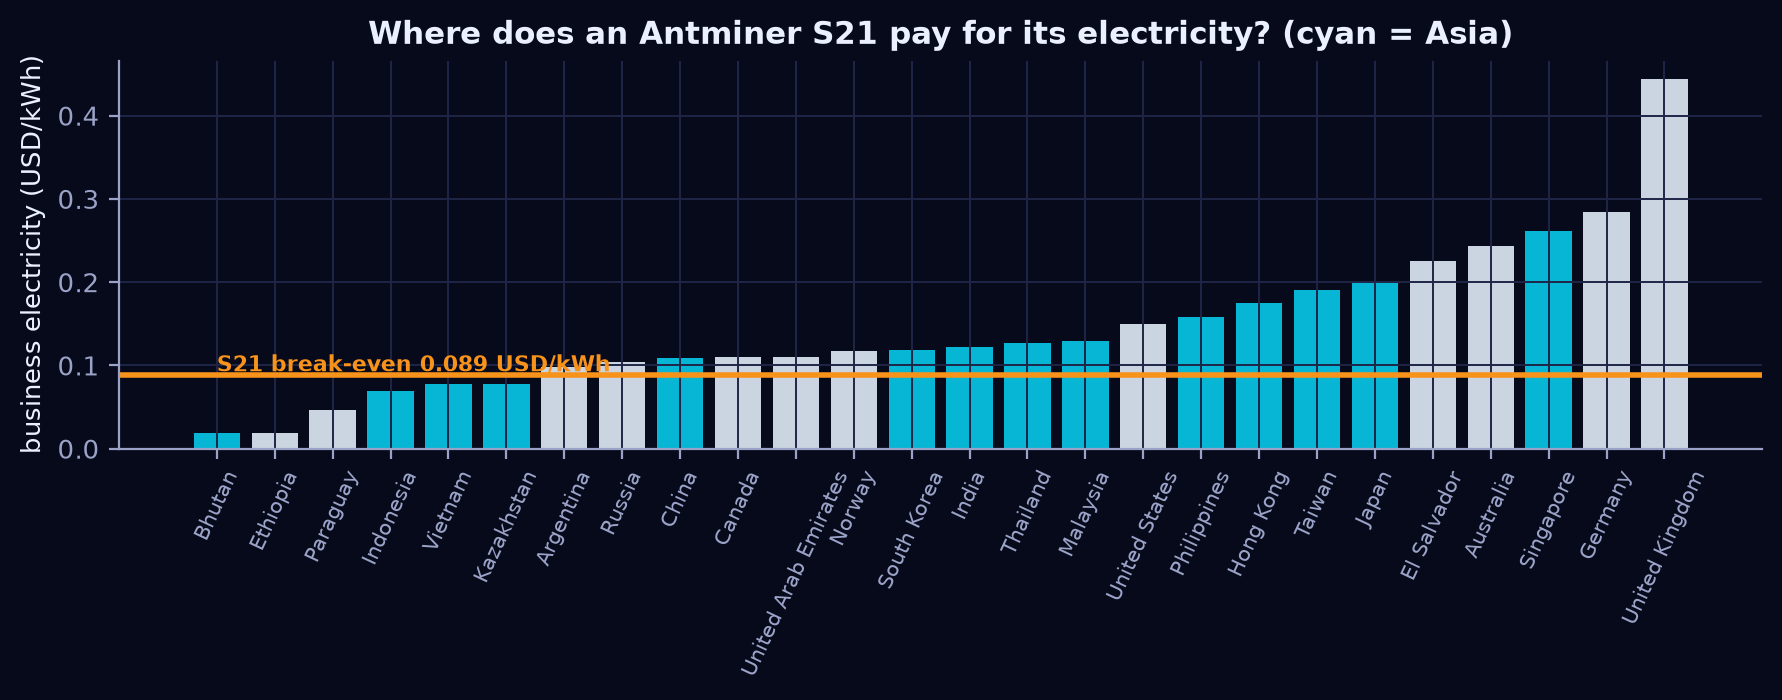 Where does an Antminer S21 pay for its electricity? (cyan = Asia)
business electricity (USD/kWh)
0.4
0.3
0.2
0.1
0.0
S21 break-even 0.089 USD/kWh
Bhutan
Ethiopia
Paraguay
Indonesia
Vietnam
Kazakhstan
Argentina
Russia
China
Canada
United Arab Emirates
Norway
South Korea
India
Thailand
Malaysia
United States
Philippines
Hong Kong
Taiwan
Japan
El Salvador
Australia
Singapore
Germany
United Kingdom